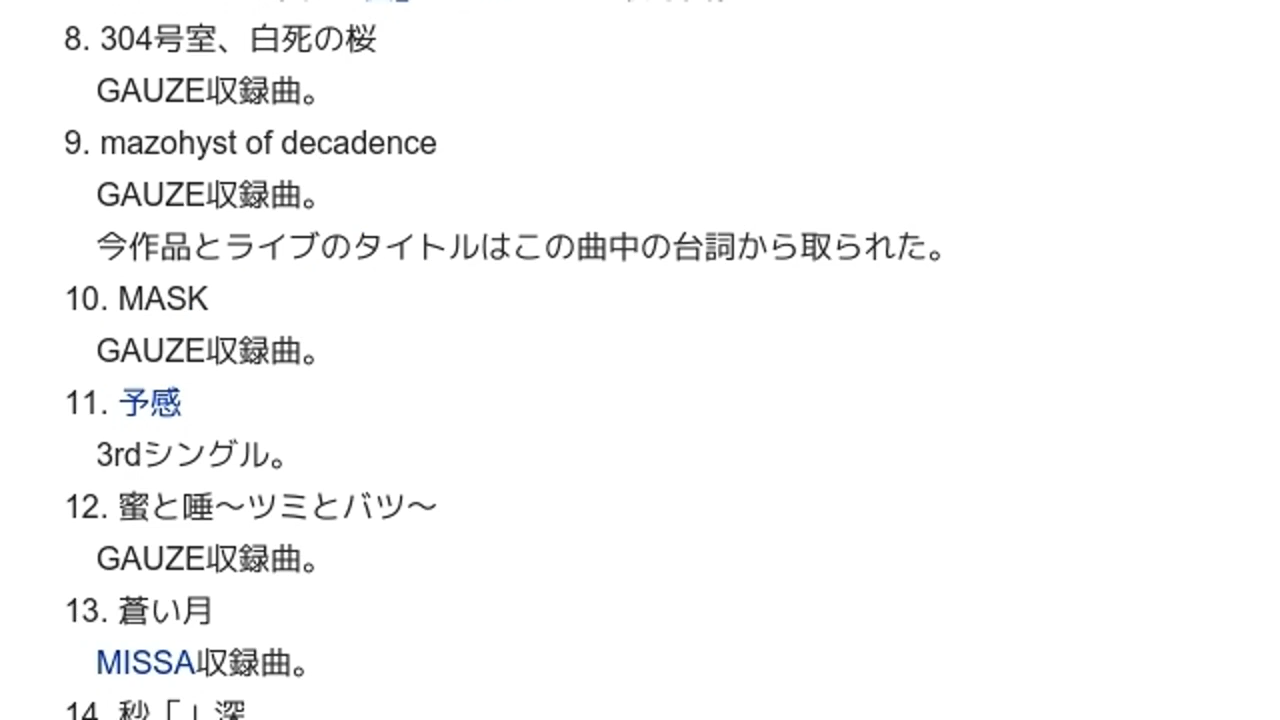 8. 304号室、白死の桜
GAUZE収録曲。
9. mazohyst of decadence
GAUZE収録曲。
今作品とライブのタイトルはこの曲中の台詞から取られた。
10. MASK
GAUZE収録曲。
11. 予感
3rdシングル。
12. 蜜と唾〜ツミとバツ〜
GAUZE収録曲。
13. 蒼い月
MISSA収録曲。
14. 秒「」深